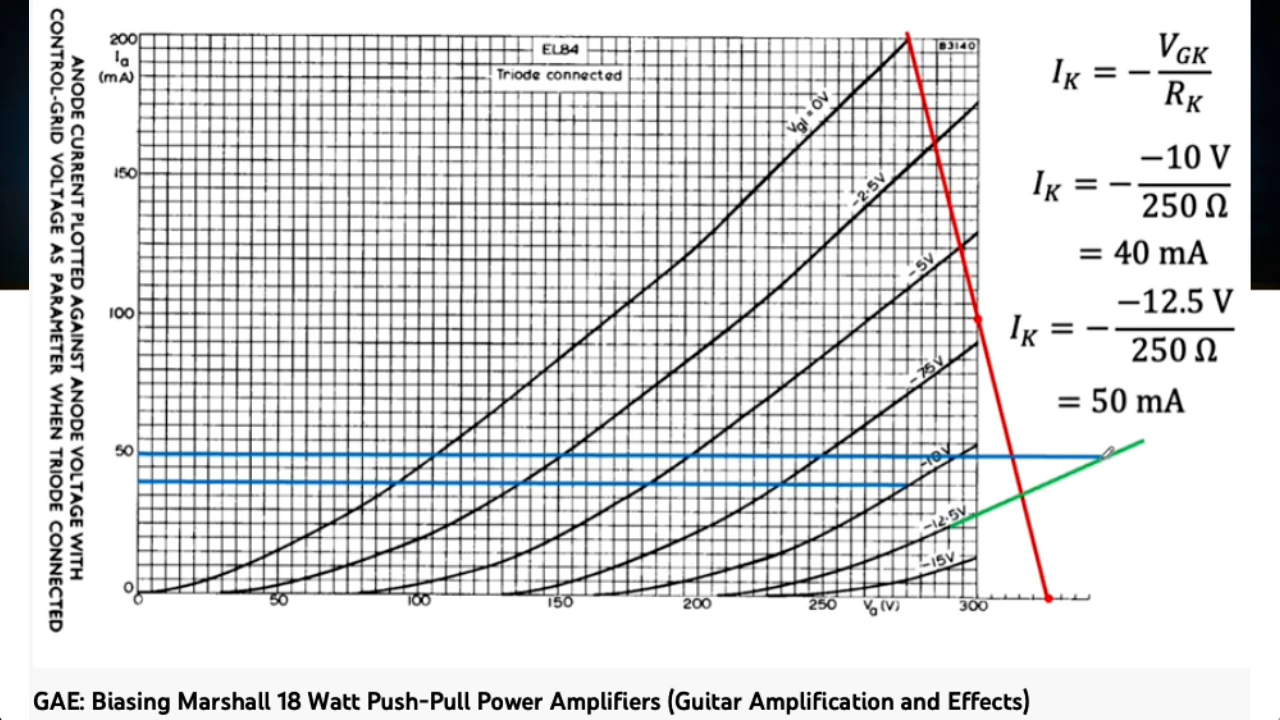 ANODE CURRENT PLOTTED AGAINST ANODE VOLTAGE WITH
CONTROL-GRID VOLTAGE AS PARAMETER WHEN TRIODE CONNECTED
200
Ia
(mA)
150
100
50
0
EL84
Triode connected
B3140
Vg1 = 0V
-2·5V
-5V
-7.5V
-10V
-12·5V
-15V
0
50
100
150
200
250
Va (V)
300
I_K = − V_GK / R_K
I_K = − −10 V / 250 Ω
= 40 mA
I_K = − −12.5 V / 250 Ω
= 50 mA
GAE: Biasing Marshall 18 Watt Push-Pull Power Amplifiers (Guitar Amplification and Effects)